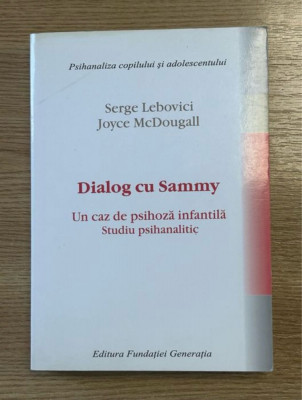 Psihanaliza copilului și adolescentului
Serge Lebovici
Joyce McDougall
Dialog cu Sammy
Un caz de psihoză infantilă
Studiu psihanalitic
Editura Fundației Generația